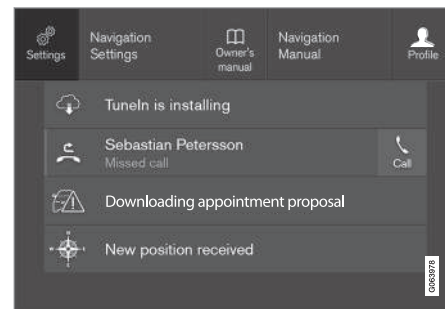 Settings
Navigation
Settings
Owner's
manual
Navigation
Manual
Profile
TuneIn is installing
Sebastian Petersson
Missed call
Call
Downloading appointment proposal
New position received
G063978